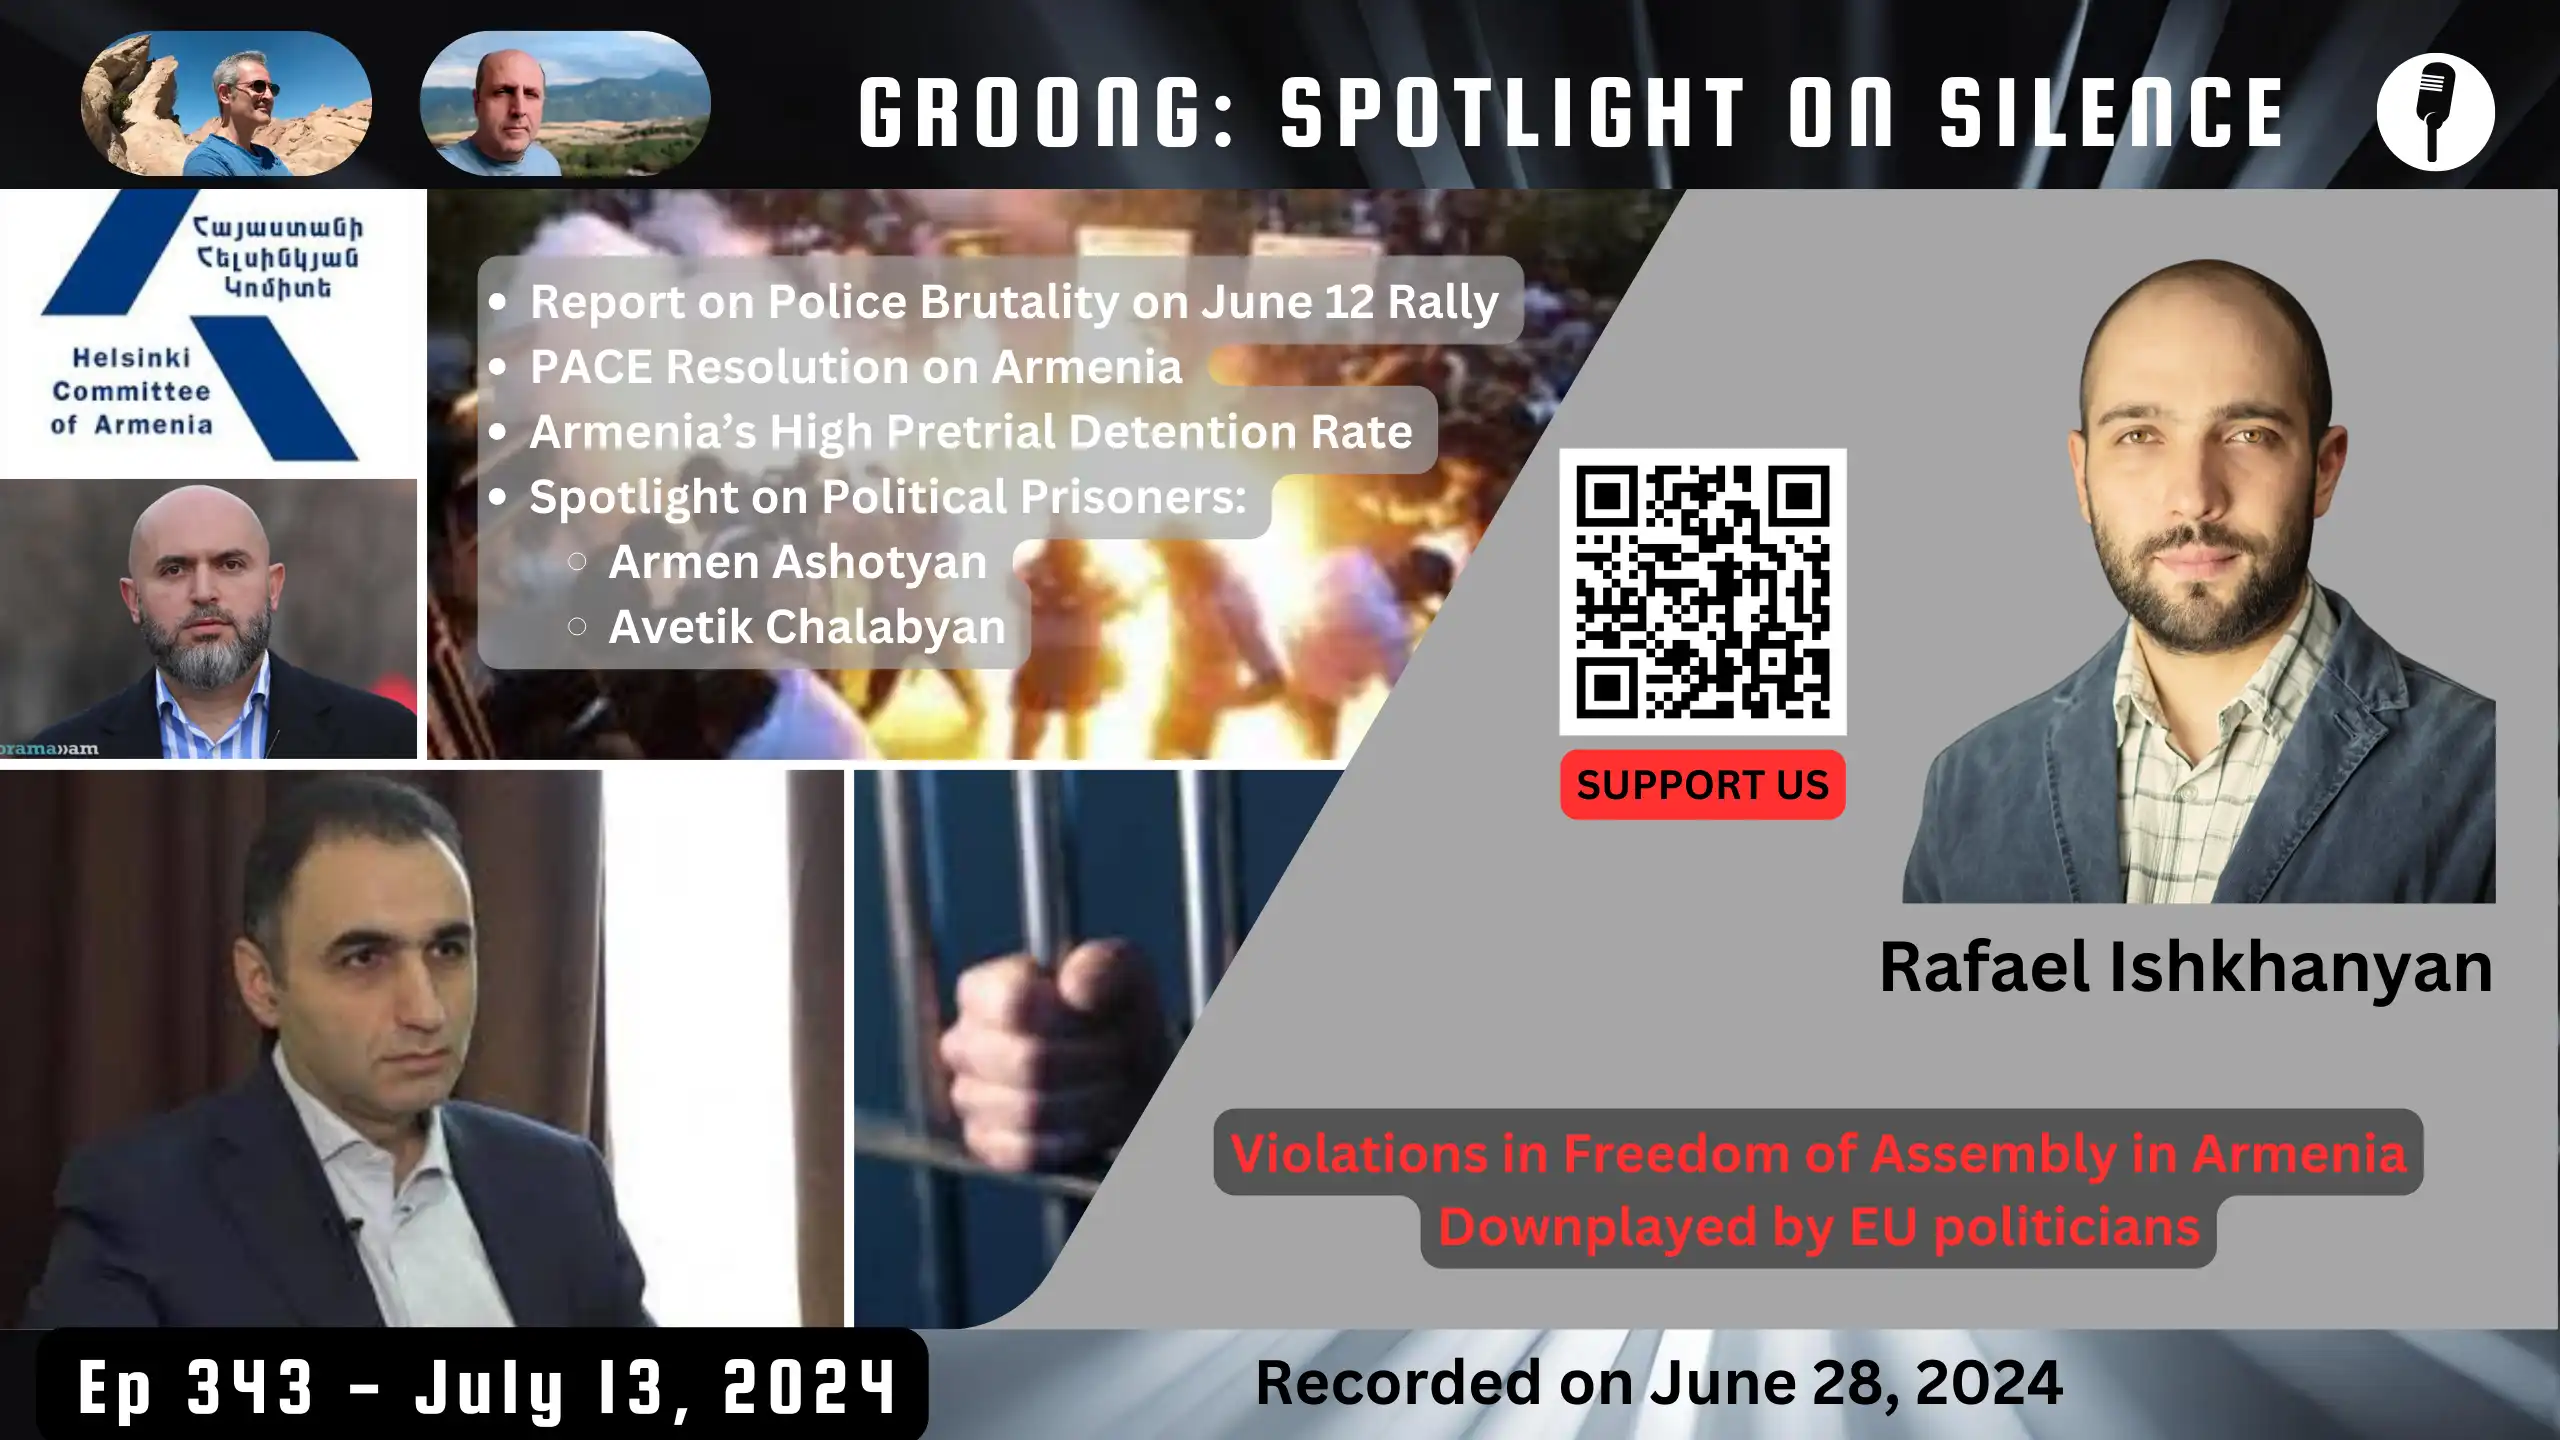 GROONG: SPOTLIGHT ON SILENCE
Հայաստանի
Հելսինկյան
Կոմիտե
Helsinki
Committee
of Armenia
• Report on Police Brutality on June 12 Rally
• PACE Resolution on Armenia
• Armenia’s High Pretrial Detention Rate
• Spotlight on Political Prisoners:
○ Armen Ashotyan
○ Avetik Chalabyan
orama»am
SUPPORT US
Rafael Ishkhanyan
Violations in Freedom of Assembly in Armenia
Downplayed by EU politicians
Ep 343 - July 13, 2024
Recorded on June 28, 2024